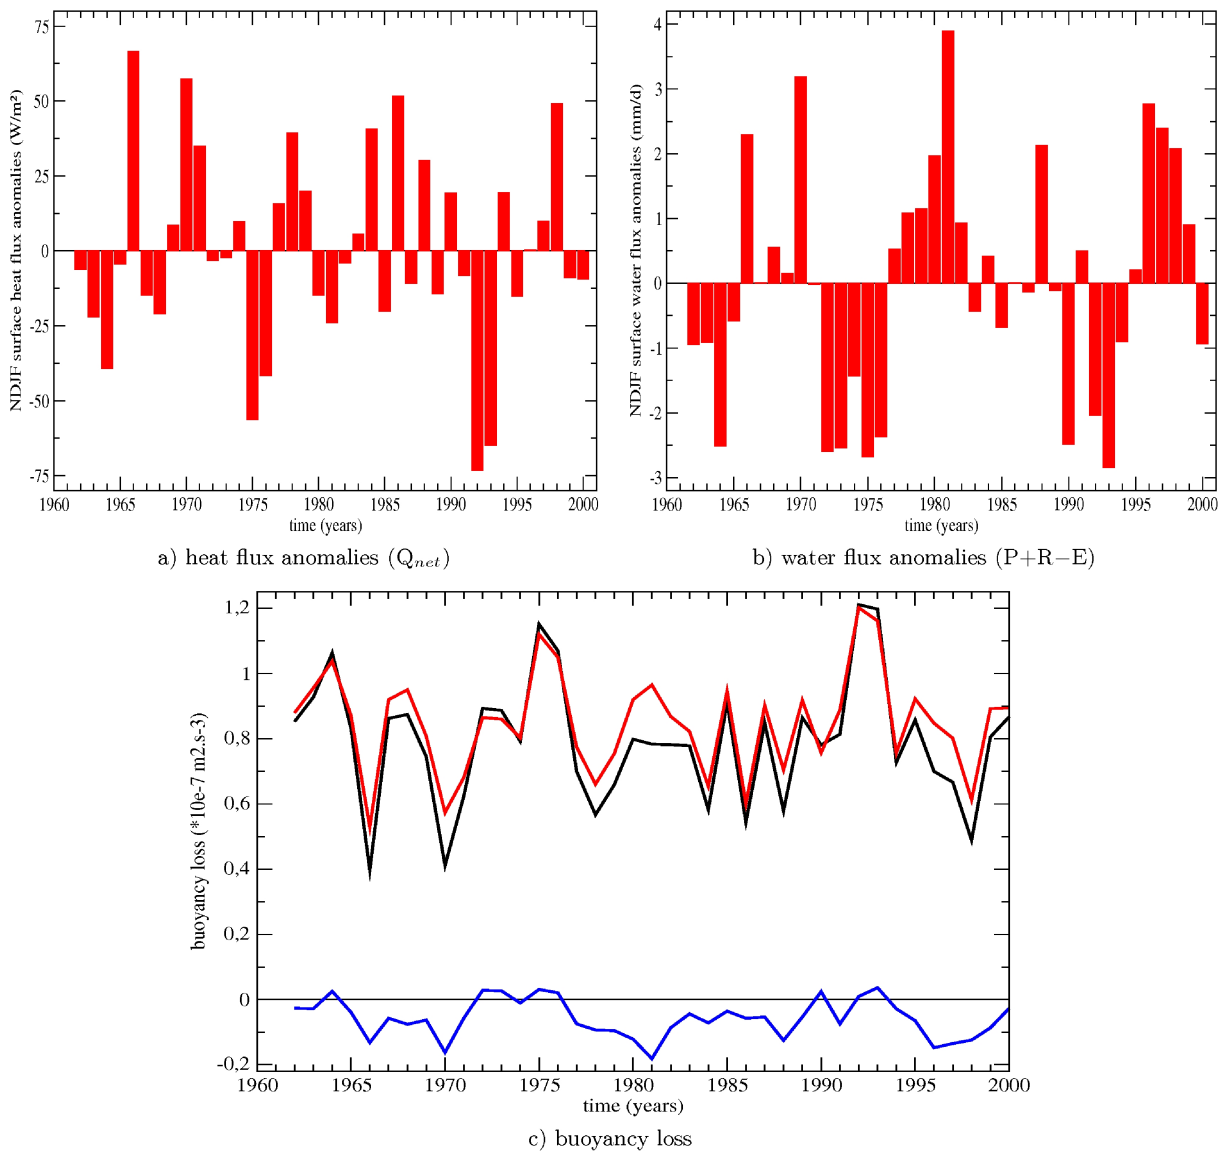 NDJF surface heat flux anomalies (W/m²)
75
50
25
0
-25
-50
-75
1960 1965 1970 1975 1980 1985 1990 1995 2000
time (years)
a) heat flux anomalies (Qnet)
NDJF surface water flux anomalies (mm/d)
4
3
2
1
0
-1
-2
-3
1960 1965 1970 1975 1980 1985 1990 1995 2000
time (years)
b) water flux anomalies (P+R−E)
buoyancy loss (*10e-7 m2.s-3)
1,2
1
0,8
0,6
0,4
0,2
0
-0,2
1960 1965 1970 1975 1980 1985 1990 1995 2000
time (years)
c) buoyancy loss